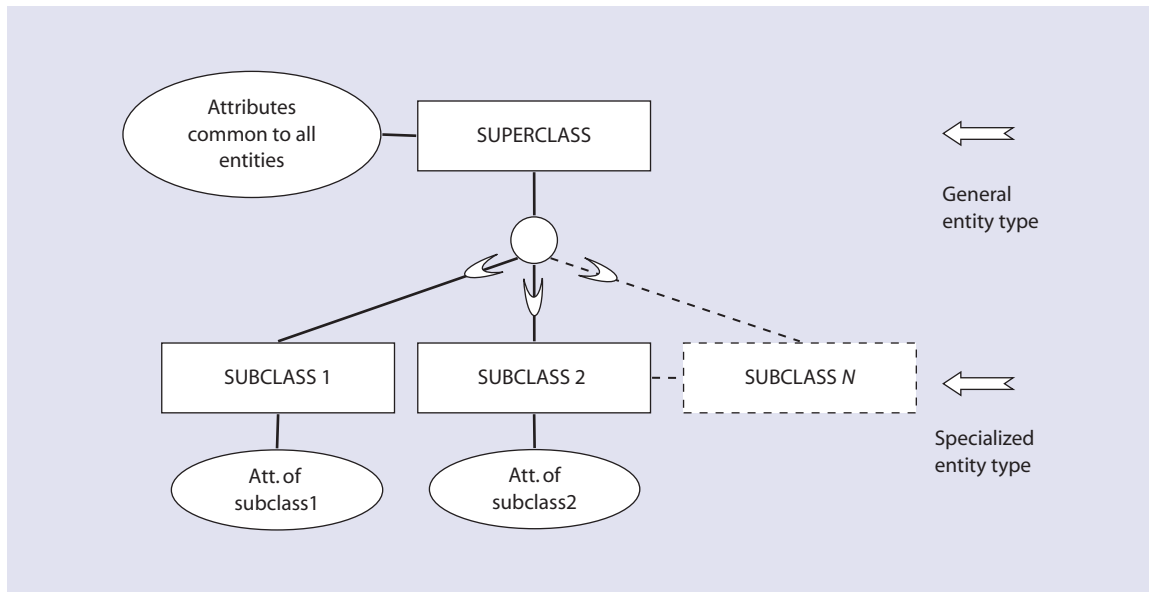 Attributes
common to all
entities
SUPERCLASS
General
entity type
SUBCLASS 1
SUBCLASS 2
SUBCLASS N
Specialized
entity type
Att. of
subclass1
Att. of
subclass2